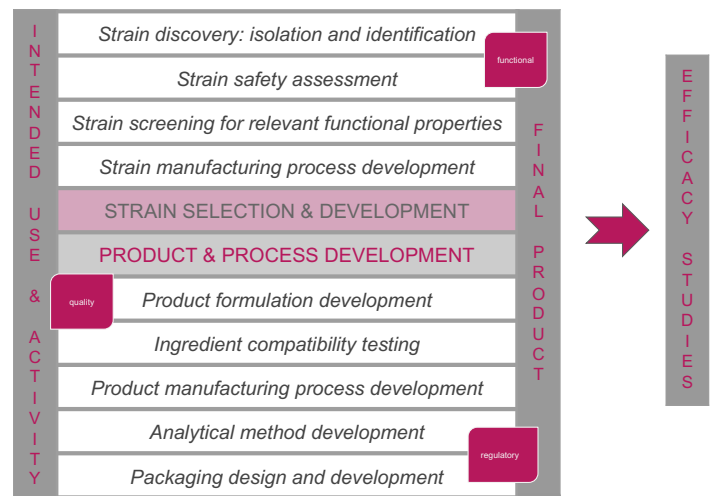 INTENDED USE & ACTIVITY
Strain discovery: isolation and identification
functional
Strain safety assessment
Strain screening for relevant functional properties
Strain manufacturing process development
STRAIN SELECTION & DEVELOPMENT
PRODUCT & PROCESS DEVELOPMENT
quality
Product formulation development
Ingredient compatibility testing
Product manufacturing process development
Analytical method development
regulatory
Packaging design and development
FINAL PRODUCT
EFFICACY STUDIES